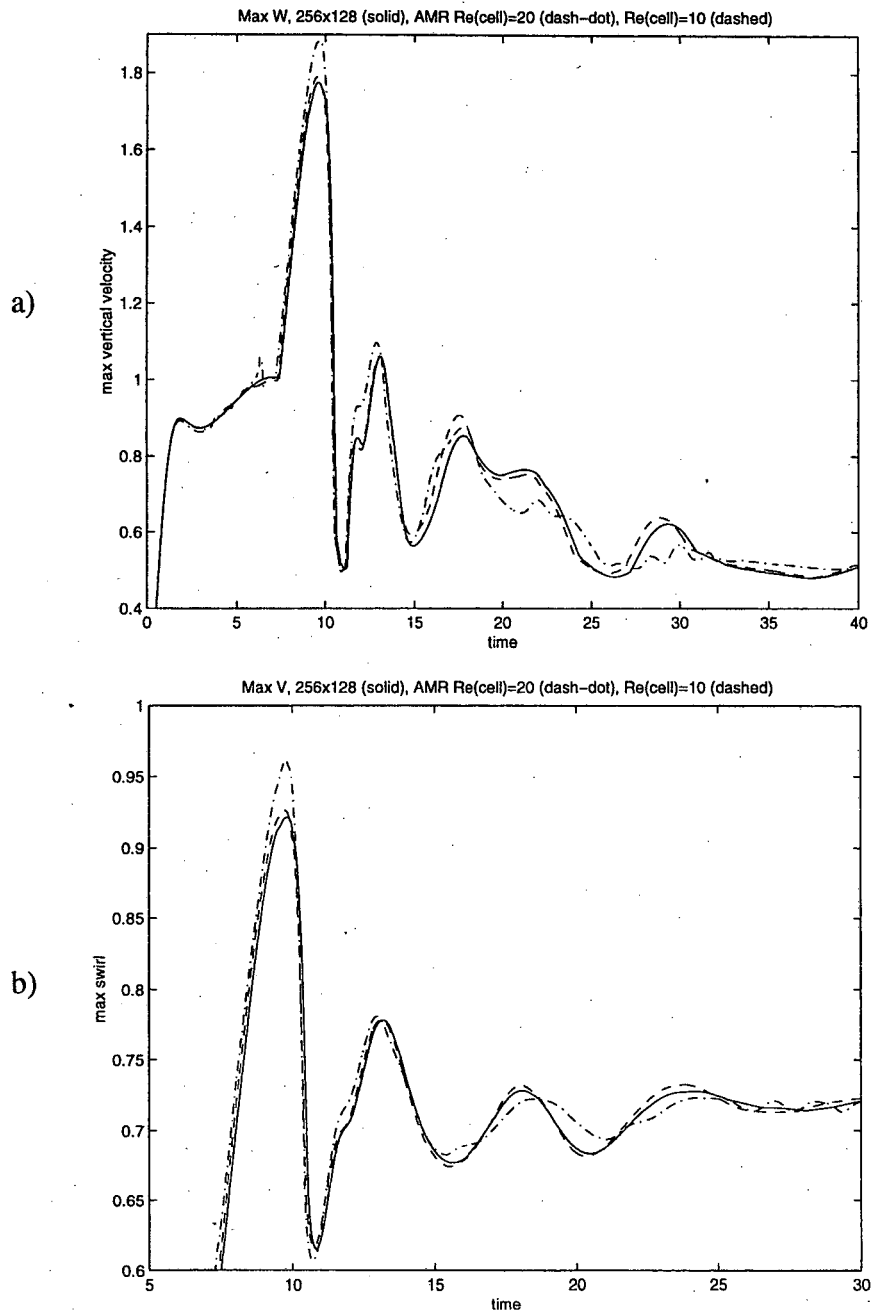 Max W, 256x128 (solid), AMR Re(cell)=20 (dash-dot), Re(cell)=10 (dashed)
a)
max vertical velocity
1.8
1.6
1.4
1.2
1
0.8
0.6
0.4
0 5 10 15 20 25 30 35 40
time
Max V, 256x128 (solid), AMR Re(cell)=20 (dash-dot), Re(cell)=10 (dashed)
b)
max swirl
1
0.95
0.9
0.85
0.8
0.75
0.7
0.65
0.6
5 10 15 20 25 30
time